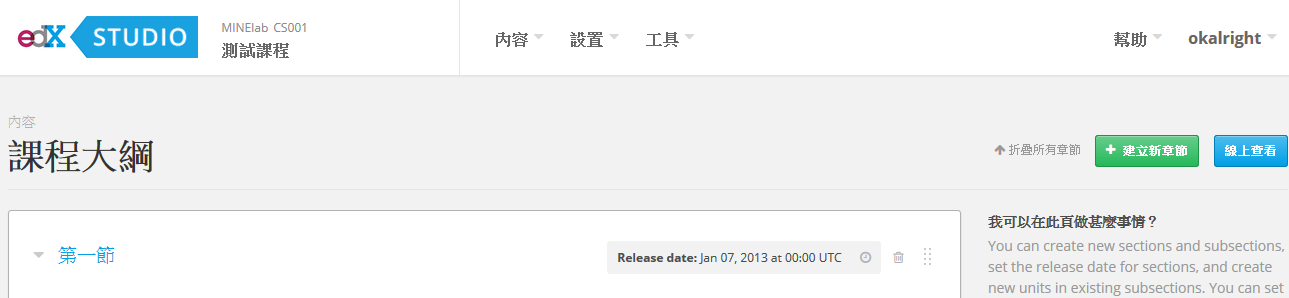 edX STUDIO
MINElab CS001
測試課程
內容
設置
工具
幫助
okalright
內容
課程大綱
折疊所有章節
+ 建立新章節
線上查看
第一節
Release date: Jan 07, 2013 at 00:00 UTC
我可以在此頁做甚麼事情？
You can create new sections and subsections,
set the release date for sections, and create
new units in existing subsections. You can set